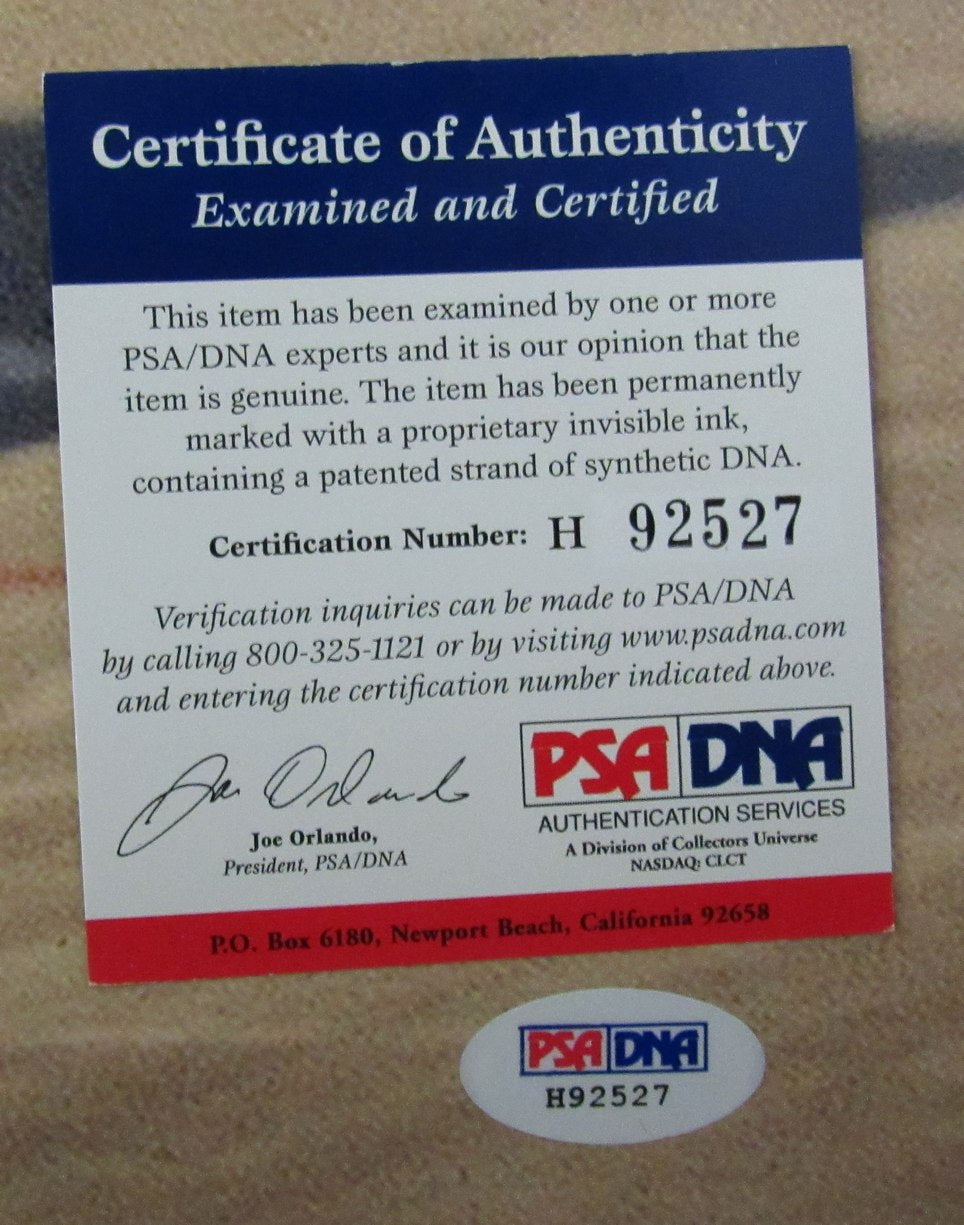 Certificate of Authenticity
Examined and Certified
This item has been examined by one or more
PSA/DNA experts and it is our opinion that the
item is genuine. The item has been permanently
marked with a proprietary invisible ink,
containing a patented strand of synthetic DNA.
Certification Number: H 92527
Verification inquiries can be made to PSA/DNA
by calling 800-325-1121 or by visiting www.psadna.com
and entering the certification number indicated above.
Joe Orlando
Joe Orlando,
President, PSA/DNA
PSA DNA
AUTHENTICATION SERVICES
A Division of Collectors Universe
NASDAQ: CLCT
P.O. Box 6180, Newport Beach, California 92658
PSA DNA
H92527